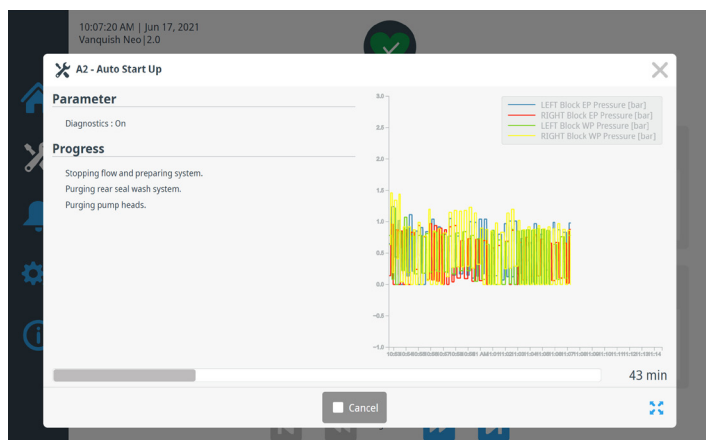 10:07:20 AM | Jun 17, 2021
Vanquish Neo|2.0
A2 - Auto Start Up
Parameter
Diagnostics : On
Progress
Stopping flow and preparing system.
Purging rear seal wash system.
Purging pump heads.
3.0
2.5
2.0
1.5
1.0
0.5
0.0
-0.5
-1.0
LEFT Block EP Pressure [bar]
RIGHT Block EP Pressure [bar]
LEFT Block WP Pressure [bar]
RIGHT Block WP Pressure [bar]
43 min
Cancel